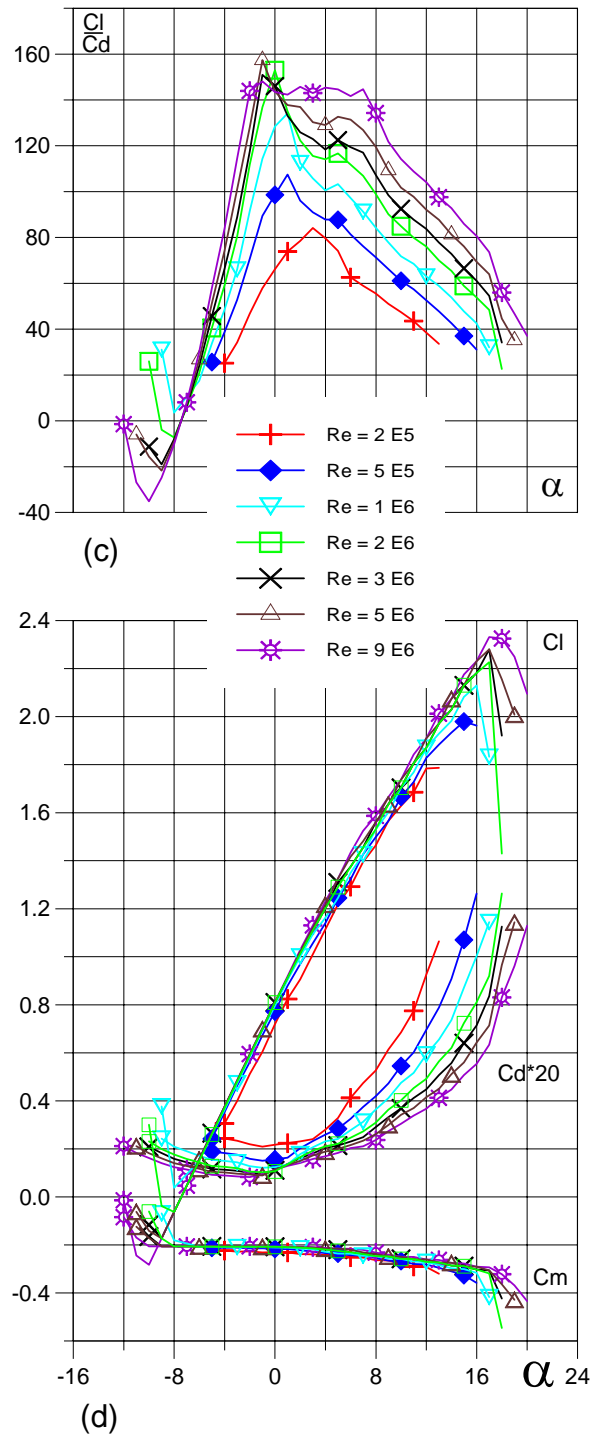 Cl
Cd
160
120
80
40
0
-40
α
(c)
Re = 2 E5
Re = 5 E5
Re = 1 E6
Re = 2 E6
Re = 3 E6
Re = 5 E6
Re = 9 E6
2.4
Cl
2.0
1.6
1.2
0.8
Cd*20
0.4
0.0
Cm
-0.4
-16 -8 0 8 16 α 24
(d)